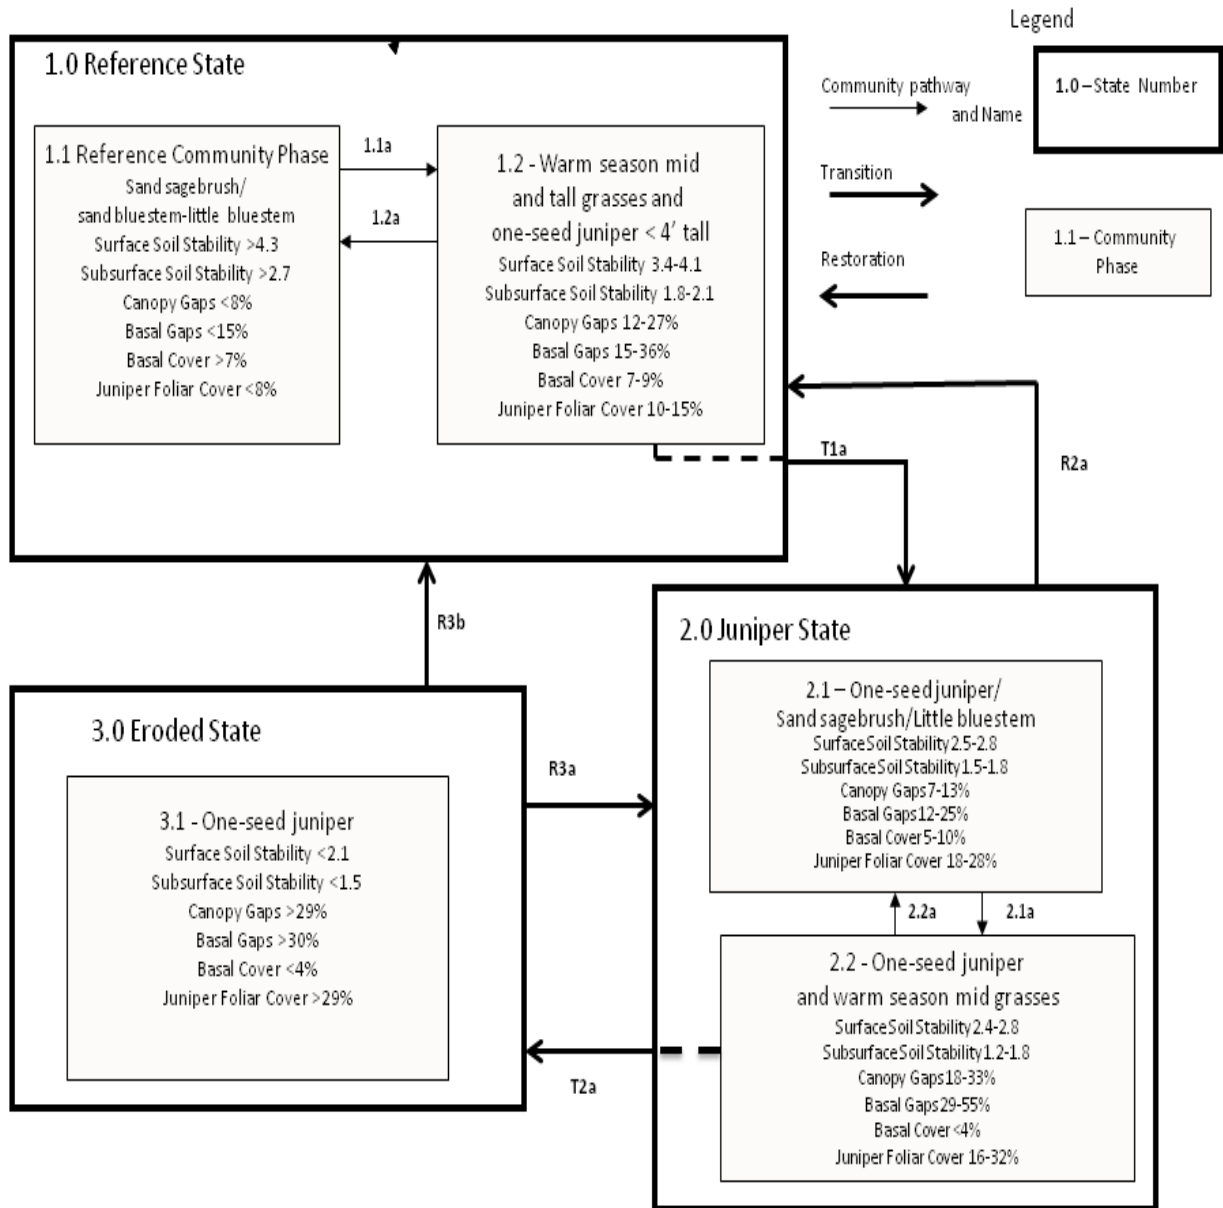 Legend
1.0 – State Number
Community pathway
and Name
Transition
Restoration
1.1 – Community
Phase
1.0 Reference State
1.1 Reference Community Phase
Sand sagebrush/
sand bluestem-little bluestem
Surface Soil Stability >4.3
Subsurface Soil Stability >2.7
Canopy Gaps <8%
Basal Gaps <15%
Basal Cover >7%
Juniper Foliar Cover <8%
1.1a
1.2a
1.2 - Warm season mid
and tall grasses and
one-seed juniper < 4' tall
Surface Soil Stability 3.4-4.1
Subsurface Soil Stability 1.8-2.1
Canopy Gaps 12-27%
Basal Gaps 15-36%
Basal Cover 7-9%
Juniper Foliar Cover 10-15%
T1a
R2a
R3b
2.0 Juniper State
2.1 – One-seed juniper/
Sand sagebrush/Little bluestem
Surface Soil Stability 2.5-2.8
Subsurface Soil Stability 1.5-1.8
Canopy Gaps 7-13%
Basal Gaps 12-25%
Basal Cover 5-10%
Juniper Foliar Cover 18-28%
2.2a
2.1a
2.2 - One-seed juniper
and warm season mid grasses
Surface Soil Stability 2.4-2.8
Subsurface Soil Stability 1.2-1.8
Canopy Gaps 18-33%
Basal Gaps 29-55%
Basal Cover <4%
Juniper Foliar Cover 16-32%
3.0 Eroded State
R3a
3.1 - One-seed juniper
Surface Soil Stability <2.1
Subsurface Soil Stability <1.5
Canopy Gaps >29%
Basal Gaps >30%
Basal Cover <4%
Juniper Foliar Cover >29%
T2a